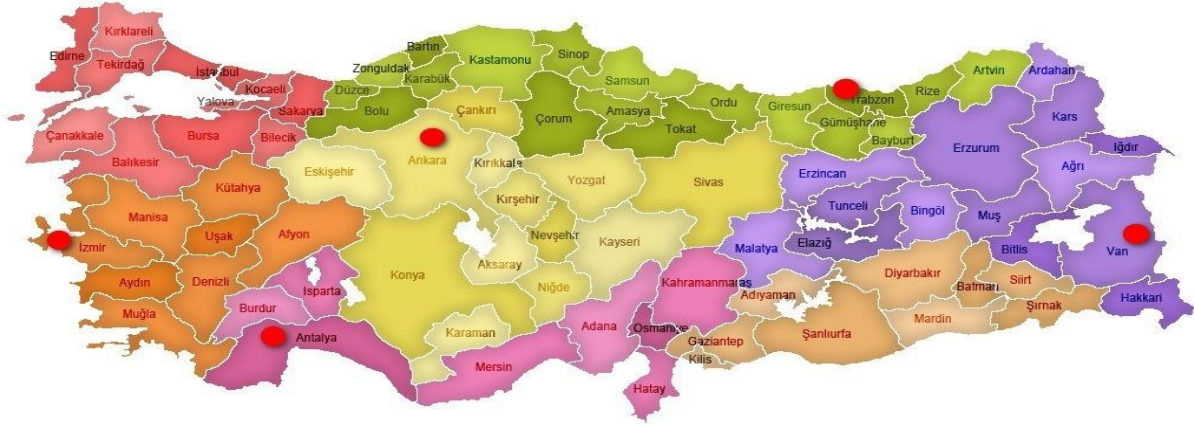 Kırklareli
Edirne
Tekirdağ
İstanbul
Kocaeli
Yalova
Sakarya
Çanakkale
Bursa
Bilecik
Balıkesir
Bartın
Zonguldak
Karabük
Kastamonu
Sinop
Düzce
Bolu
Çankırı
Samsun
Çorum
Amasya
Ordu
Tokat
Giresun
Trabzon
Gümüşhane
Bayburt
Rize
Artvin
Ardahan
Kars
Iğdır
Ağrı
Erzurum
Erzincan
Tunceli
Bingöl
Muş
Bitlis
Van
Hakkari
Elazığ
Malatya
Eskişehir
Ankara
Kırıkkale
Kırşehir
Yozgat
Sivas
Nevşehir
Kayseri
Aksaray
Niğde
Konya
Karaman
Kütahya
Manisa
Uşak
Afyon
İzmir
Aydın
Denizli
Muğla
Burdur
Isparta
Antalya
Mersin
Adana
Osmaniye
Kahramanmaraş
Hatay
Gaziantep
Kilis
Adıyaman
Şanlıurfa
Diyarbakır
Mardin
Batman
Siirt
Şırnak